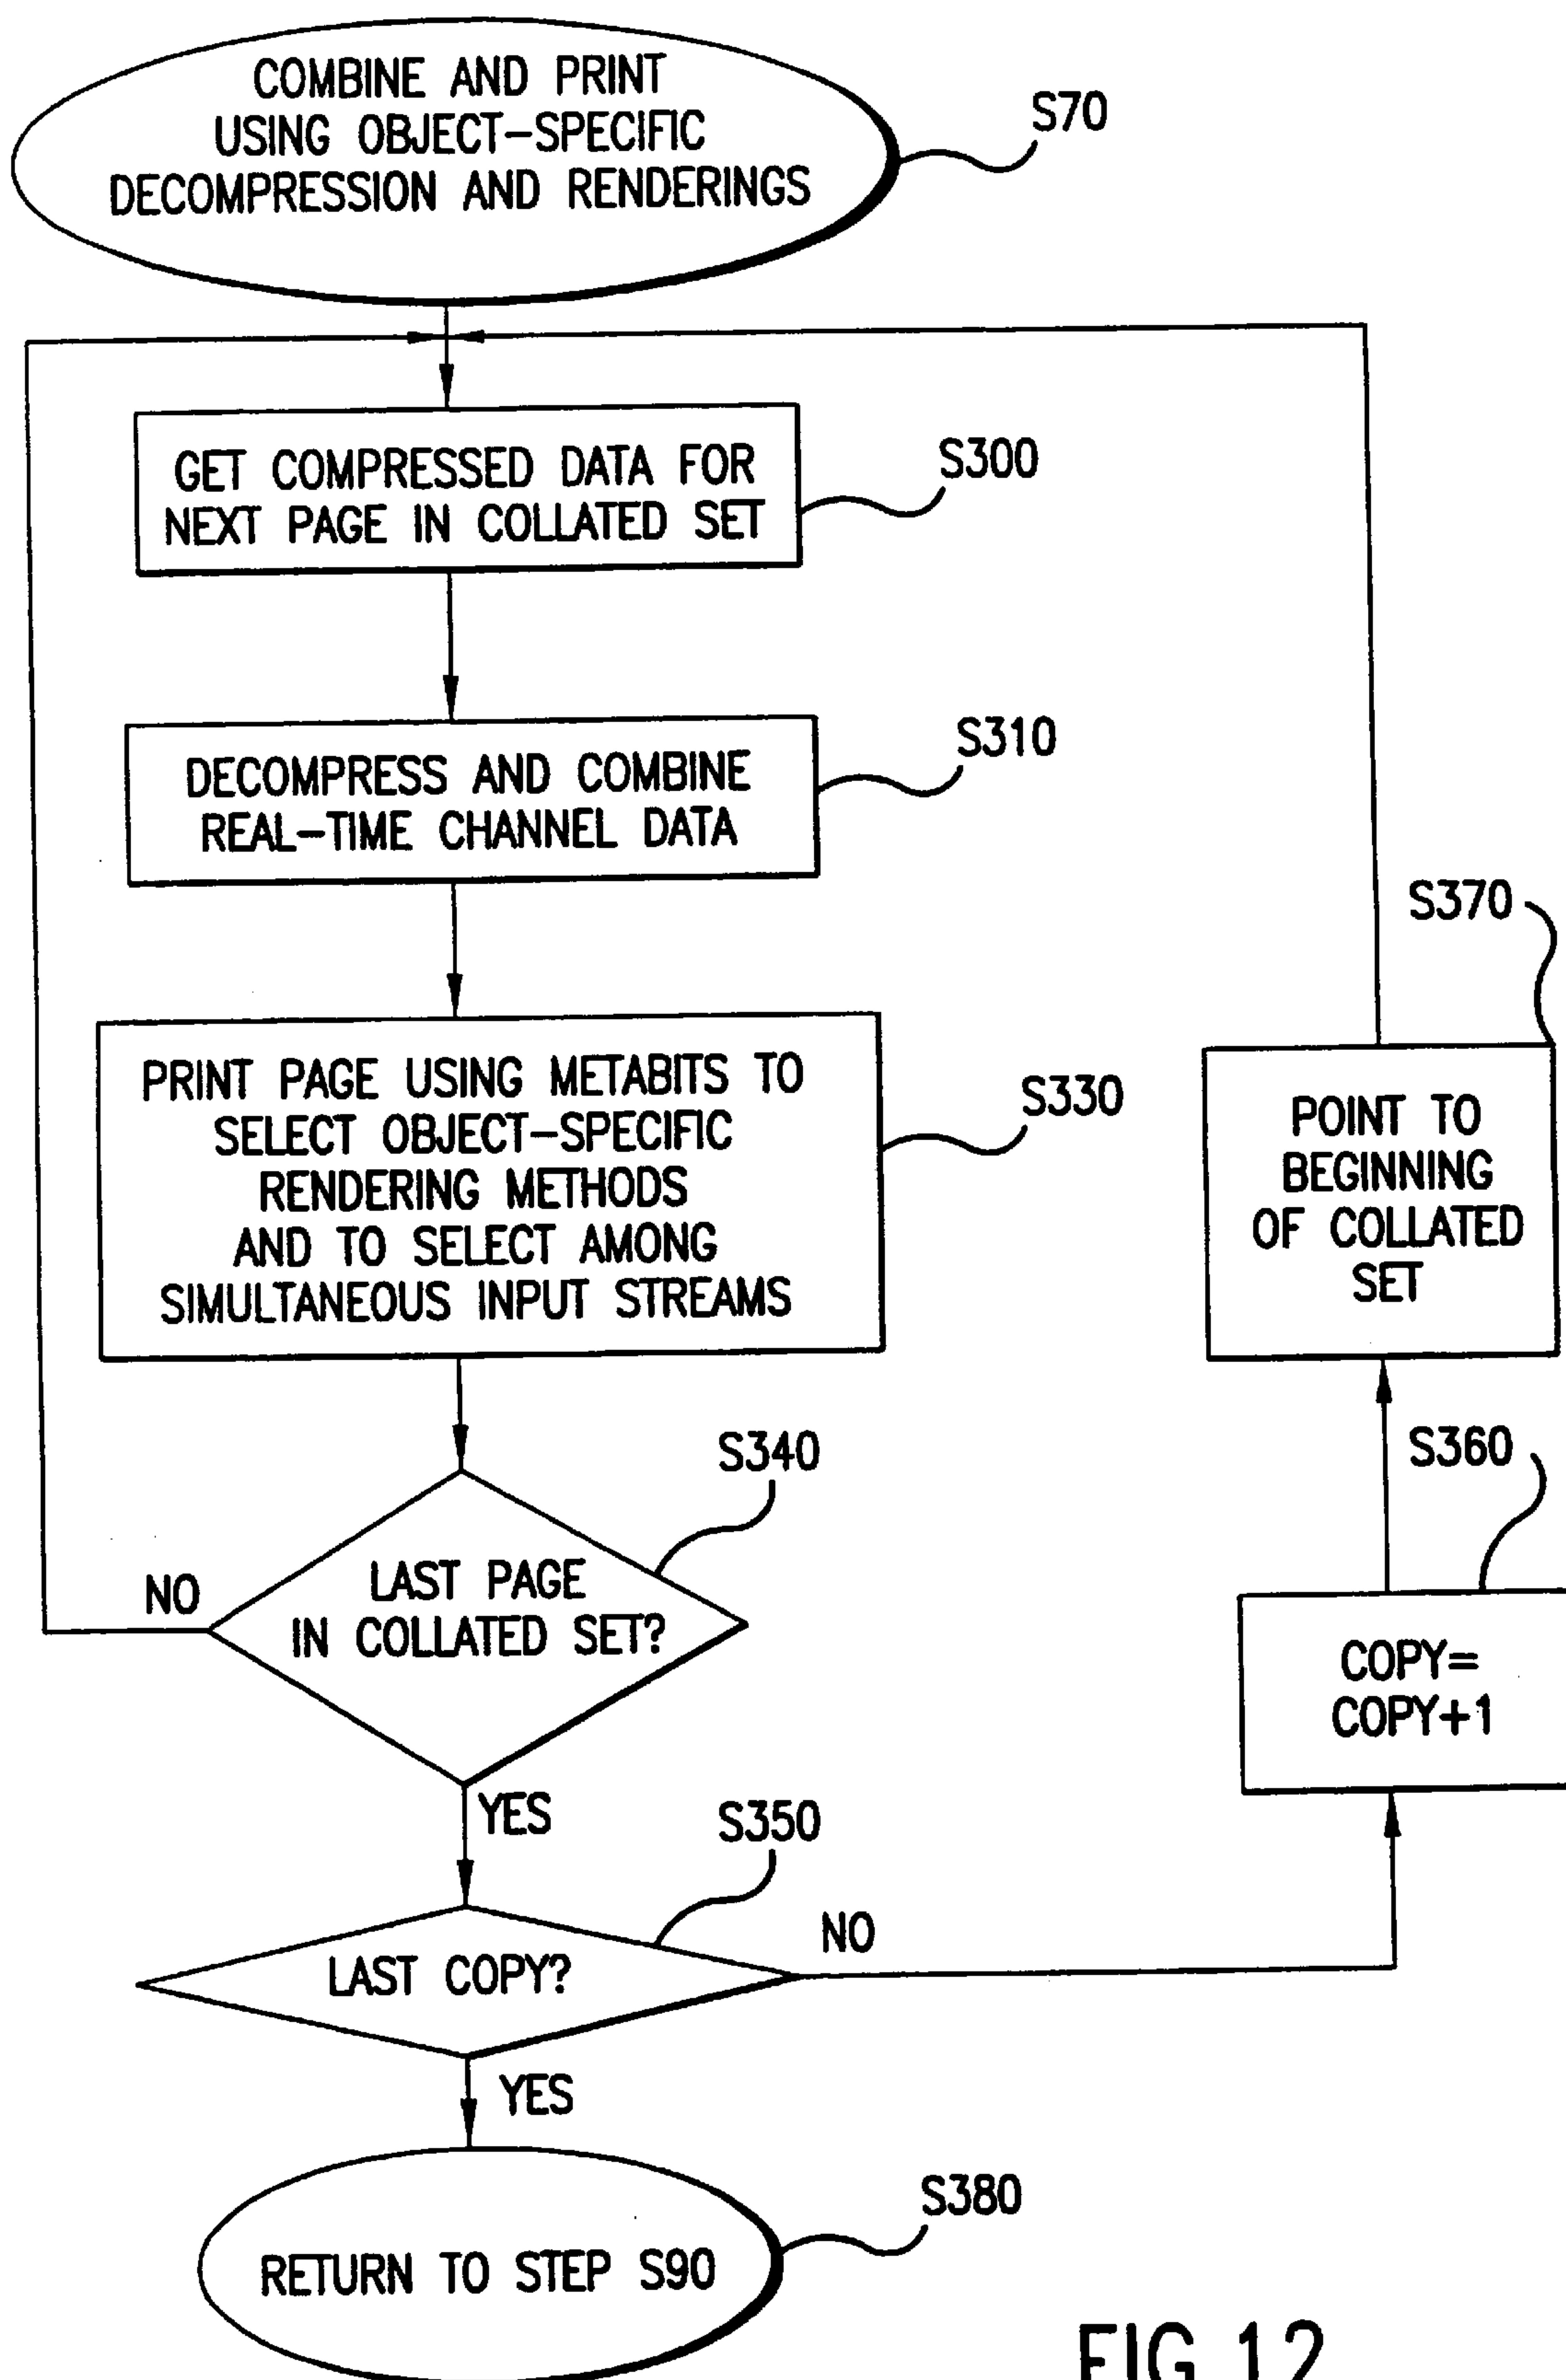 COMBINE AND PRINT
USING OBJECT-SPECIFIC
DECOMPRESSION AND RENDERINGS
S70
GET COMPRESSED DATA FOR
NEXT PAGE IN COLLATED SET
S300
DECOMPRESS AND COMBINE
REAL-TIME CHANNEL DATA
S310
PRINT PAGE USING METABITS TO
SELECT OBJECT-SPECIFIC
RENDERING METHODS
AND TO SELECT AMONG
SIMULTANEOUS INPUT STREAMS
S330
S370
POINT TO
BEGINNING
OF COLLATED
SET
S340
LAST PAGE
IN COLLATED SET?
NO
YES
S360
COPY=
COPY+1
S350
LAST COPY?
NO
YES
S380
RETURN TO STEP S90
FIG.12